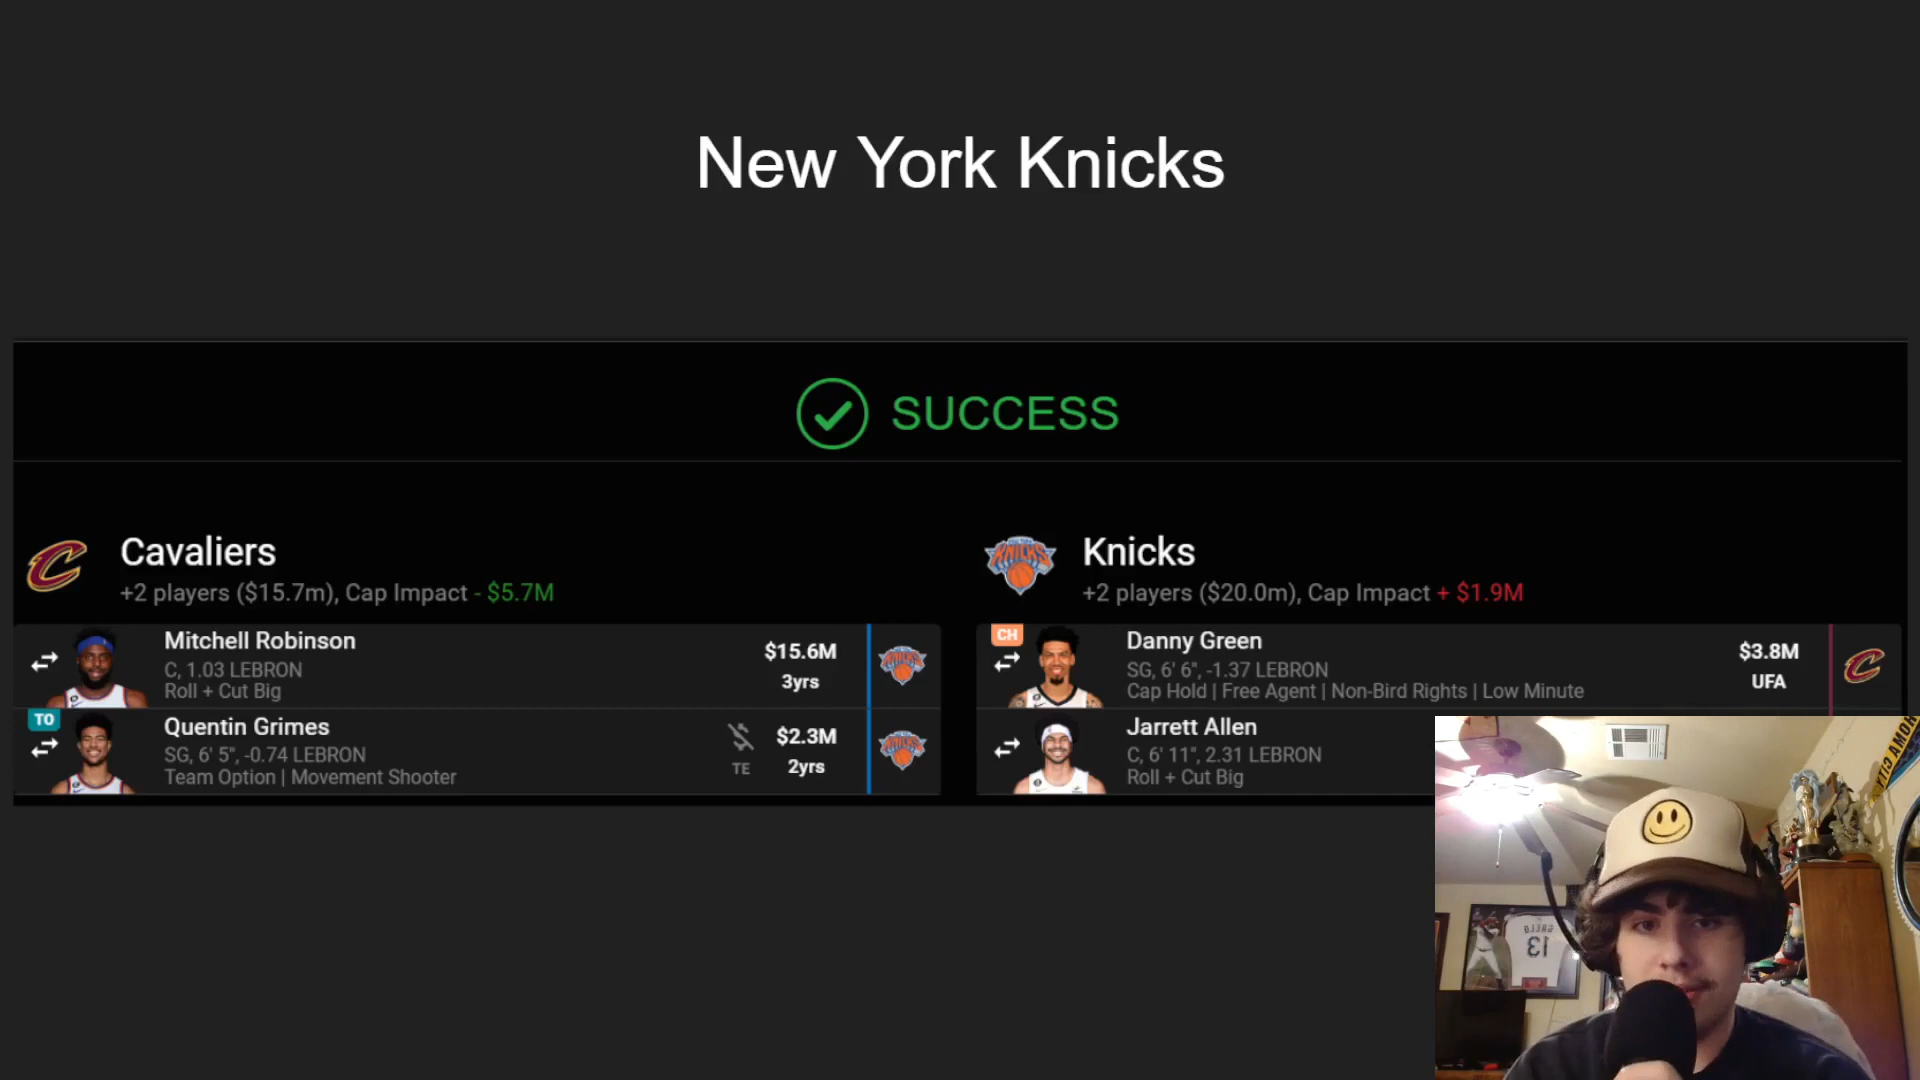 New York Knicks
SUCCESS
Cavaliers
+2 players ($15.7m), Cap Impact - $5.7M
Mitchell Robinson
C, 1.03 LEBRON
Roll + Cut Big
$15.6M
3yrs
TO
Quentin Grimes
SG, 6' 5", -0.74 LEBRON
Team Option | Movement Shooter
TE
$2.3M
2yrs
KNICKS
Knicks
+2 players ($20.0m), Cap Impact + $1.9M
CH
Danny Green
SG, 6' 6", -1.37 LEBRON
Cap Hold | Free Agent | Non-Bird Rights | Low Minute
$3.8M
UFA
Jarrett Allen
C, 6' 11", 2.31 LEBRON
Roll + Cut Big
13